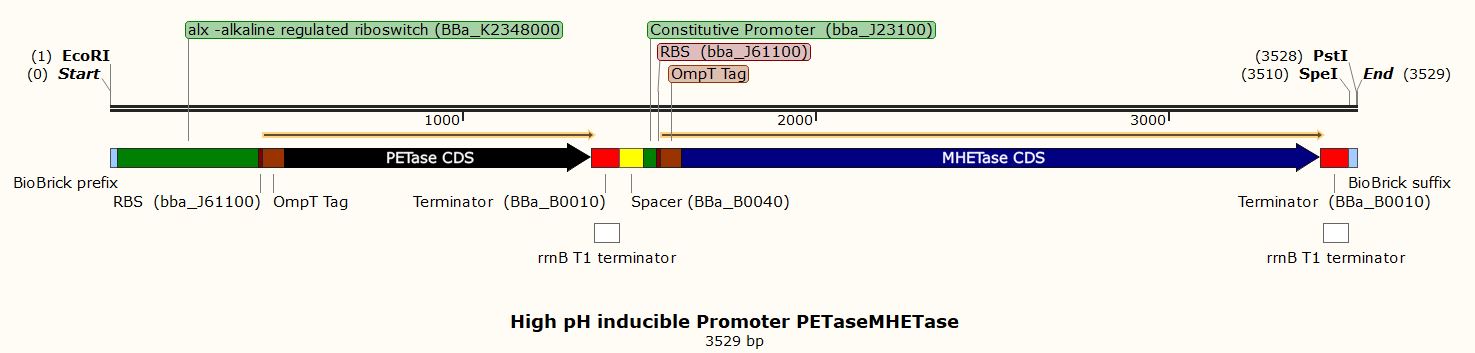 alx -alkaline regulated riboswitch (BBa_K2348000
Constitutive Promoter (bba_J23100)
(1) EcoRI
RBS (bba_J61100)
(3528) PstI
(0) Start
OmpT Tag
(3510) SpeI
End (3529)
1000
2000
3000
PETase CDS
MHETase CDS
BioBrick prefix
BioBrick suffix
RBS (bba_J61100)
OmpT Tag
Terminator (BBa_B0010)
Spacer (BBa_B0040)
Terminator (BBa_B0010)
rrnB T1 terminator
rrnB T1 terminator
High pH inducible Promoter PETaseMHETase
3529 bp